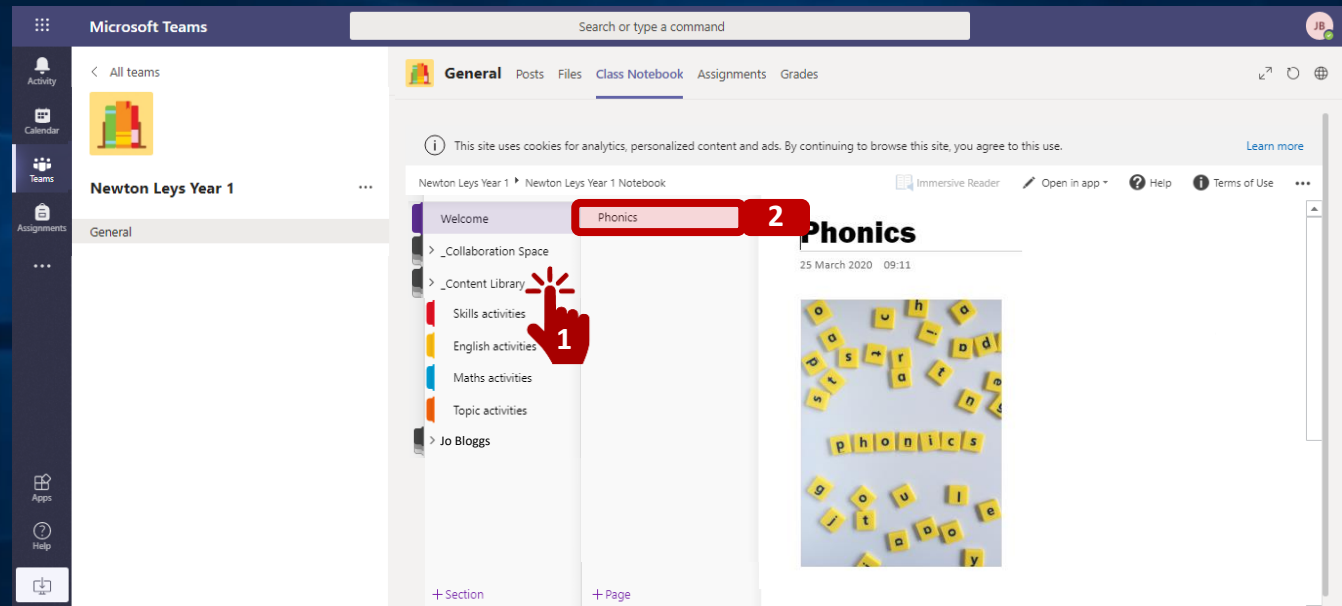 Microsoft Teams
Search or type a command
JB
Activity
Calendar
Teams
Assignments
Apps
Help
All teams
Newton Leys Year 1
General
General Posts Files Class Notebook Assignments Grades
This site uses cookies for analytics, personalized content and ads. By continuing to browse this site, you agree to this use. Learn more
Newton Leys Year 1 Newton Leys Year 1 Notebook Immersive Reader Open in app Help Terms of Use
Welcome
_Collaboration Space
_Content Library
Skills activities
English activities
Maths activities
Topic activities
Jo Bloggs
+ Section
1
Phonics
2
+ Page
Phonics
25 March 2020 09:11
phonics